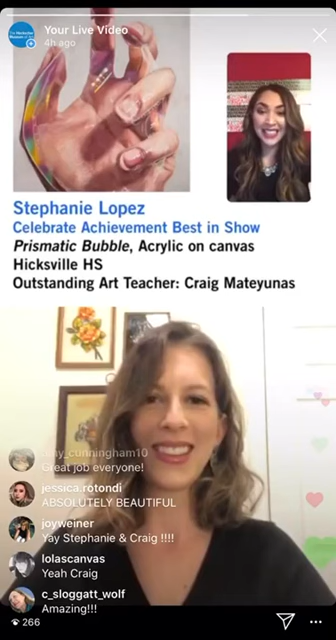 Your Live Video
4h ago
Stephanie Lopez
Celebrate Achievement Best in Show
Prismatic Bubble, Acrylic on canvas
Hicksville HS
Outstanding Art Teacher: Craig Mateyunas
my_cunningham10
Great job everyone!
jessica.rotondi
ABSOLUTELY BEAUTIFUL
joyweiner
Yay Stephanie & Craig !!!!
lolascanvas
Yeah Craig
c_sloggatt_wolf
Amazing!!!
266